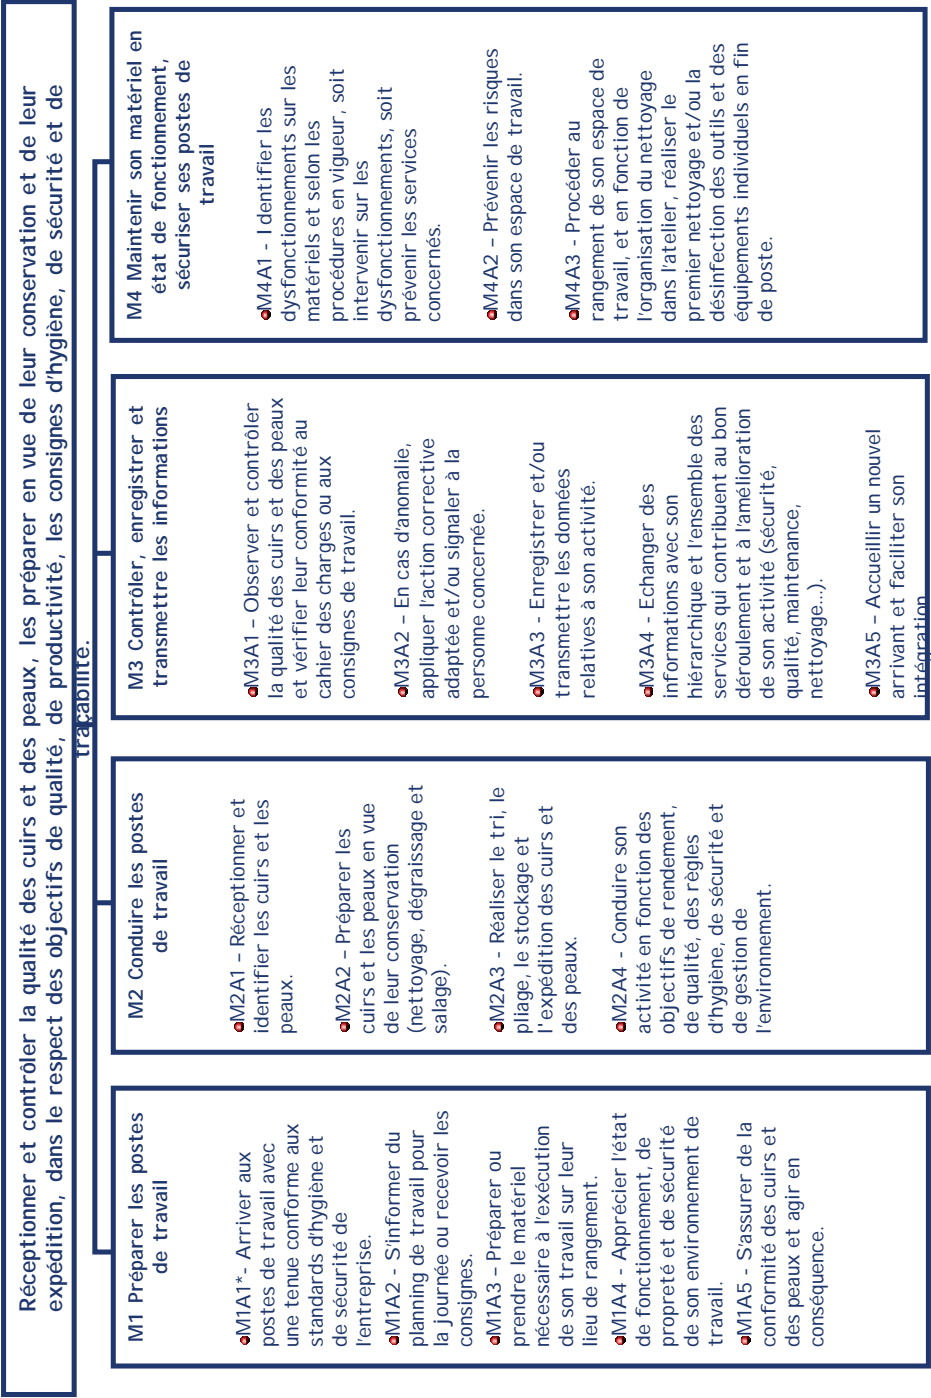 Réceptionner et contrôler la qualité des cuirs et des peaux, les préparer en vue de leur conservation et de leur
expédition, dans le respect des objectifs de qualité, de productivité, les consignes d'hygiène, de sécurité et de
traçabilité.
M1 Préparer les postes
de travail
M1A1*- Arriver aux
postes de travail avec
une tenue conforme aux
standards d'hygiène et
de sécurité de
l'entreprise.
M1A2 - S'informer du
planning de travail pour
la journée ou recevoir les
consignes.
M1A3 – Préparer ou
prendre le matériel
nécessaire à l'exécution
de son travail sur leur
lieu de rangement.
M1A4 - Apprécier l'état
de fonctionnement, de
propreté et de sécurité
de son environnement de
travail.
M1A5 - S'assurer de la
conformité des cuirs et
des peaux et agir en
conséquence.
M2 Conduire les postes
de travail
M2A1 – Réceptionner et
identifier les cuirs et les
peaux.
M2A2 – Préparer les
cuirs et les peaux en vue
de leur conservation
(nettoyage, dégraissage et
salage).
M2A3 - Réaliser le tri, le
pliage, le stockage et
l'expédition des cuirs et
des peaux.
M2A4 - Conduire son
activité en fonction des
objectifs de rendement,
de qualité, des règles
d'hygiène, de sécurité et
de gestion de
l'environnement.
M3 Contrôler, enregistrer et
transmettre les informations
M3A1 – Observer et contrôler
la qualité des cuirs et des peaux
et vérifier leur conformité au
cahier des charges ou aux
consignes de travail.
M3A2 – En cas d'anomalie,
appliquer l'action corrective
adaptée et/ou signaler à la
personne concernée.
M3A3 - Enregistrer et/ou
transmettre les données
relatives à son activité.
M3A4 - Echanger des
informations avec son
hiérarchique et l'ensemble des
services qui contribuent au bon
déroulement et à l'amélioration
de son activité (sécurité,
qualité, maintenance,
nettoyage...).
M3A5 – Accueillir un nouvel
arrivant et faciliter son
intégration
M4 Maintenir son matériel en
état de fonctionnement,
sécuriser ses postes de
travail
M4A1 - Identifier les
dysfonctionnements sur les
matériels et selon les
procédures en vigueur, soit
intervenir sur les
dysfonctionnements, soit
prévenir les services
concernés.
M4A2 – Prévenir les risques
dans son espace de travail.
M4A3 - Procéder au
rangement de son espace de
travail, et en fonction de
l'organisation du nettoyage
dans l'atelier, réaliser le
premier nettoyage et/ou la
désinfection des outils et des
équipements individuels en fin
de poste.